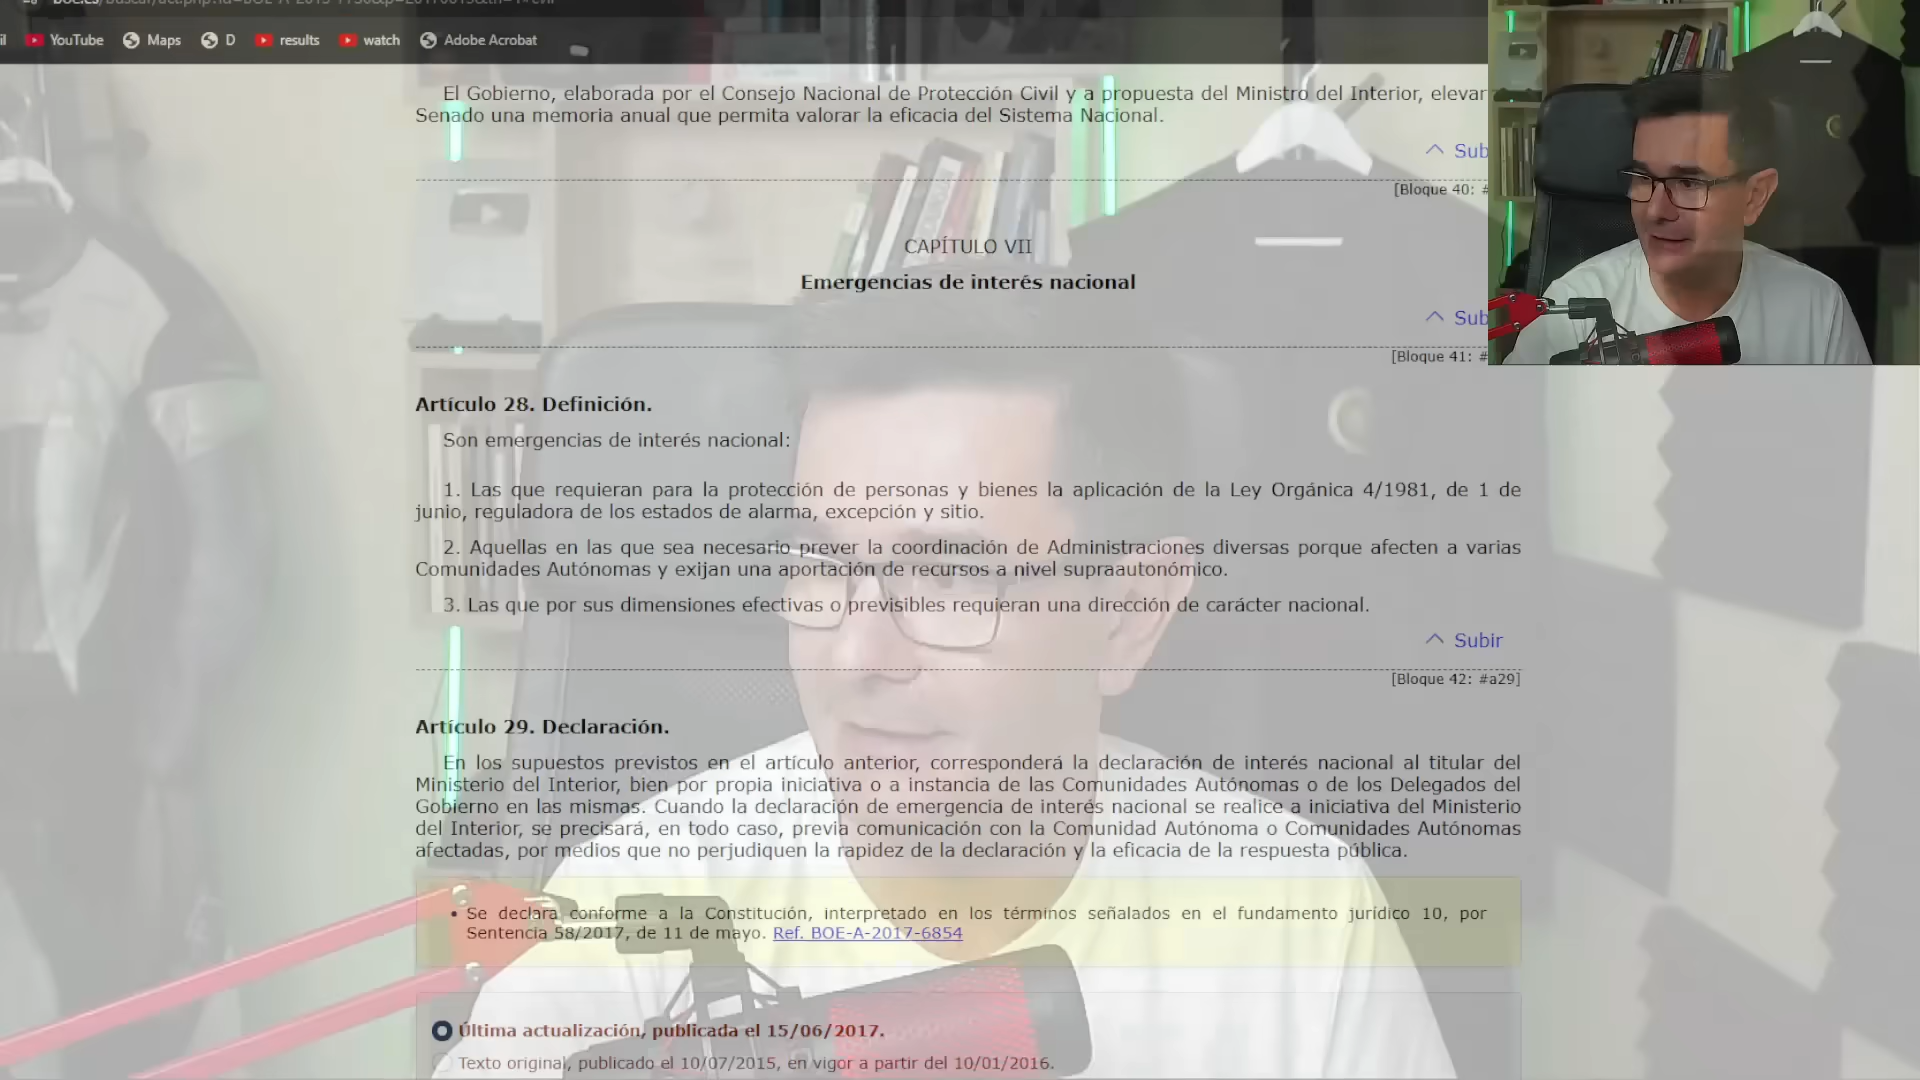 YouTube Maps D results watch Adobe Acrobat
El Gobierno, elaborada por el Consejo Nacional de Protección Civil y a propuesta del Ministro del Interior, elevar
Senado una memoria anual que permita valorar la eficacia del Sistema Nacional.
Sub
[Bloque 40: #
CAPÍTULO VII
Emergencias de interés nacional
Sub
[Bloque 41: #
Artículo 28. Definición.
Son emergencias de interés nacional:
1. Las que requieran para la protección de personas y bienes la aplicación de la Ley Orgánica 4/1981, de 1 de
junio, reguladora de los estados de alarma, excepción y sitio.
2. Aquellas en las que sea necesario prever la coordinación de Administraciones diversas porque afecten a varias
Comunidades Autónomas y exijan una aportación de recursos a nivel supraautonómico.
3. Las que por sus dimensiones efectivas o previsibles requieran una dirección de carácter nacional.
Subir
[Bloque 42: #a29]
Artículo 29. Declaración.
En los supuestos previstos en el artículo anterior, corresponderá la declaración de interés nacional al titular del
Ministerio del Interior, bien por propia iniciativa o a instancia de las Comunidades Autónomas o de los Delegados del
Gobierno en las mismas. Cuando la declaración de emergencia de interés nacional se realice a iniciativa del Ministerio
del Interior, se precisará, en todo caso, previa comunicación con la Comunidad Autónoma o Comunidades Autónomas
afectadas, por medios que no perjudiquen la rapidez de la declaración y la eficacia de la respuesta pública.
• Se declara conforme a la Constitución, interpretado en los términos señalados en el fundamento jurídico 10, por
Sentencia 58/2017, de 11 de mayo. Ref. BOE-A-2017-6854
Última actualización, publicada el 15/06/2017.
Texto original, publicado el 10/07/2015, en vigor a partir del 10/01/2016.